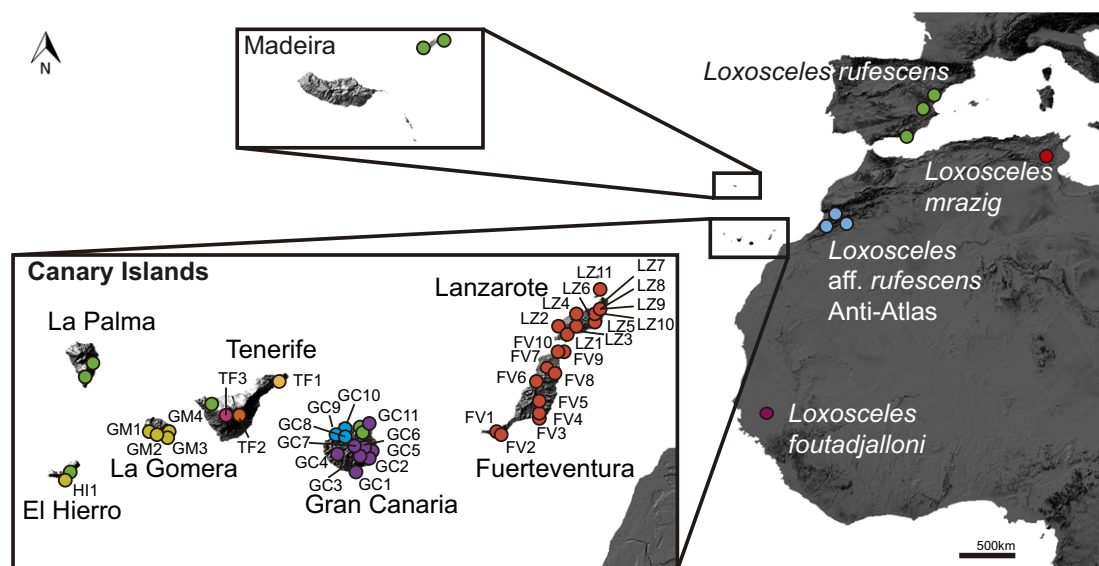 Madeira
N
Loxosceles rufescens
Loxosceles
mrazig
Loxosceles
aff. rufescens
Anti-Atlas
Loxosceles
foutadjalloni
500km
Canary Islands
La Palma
El Hierro
HI1
La Gomera
GM1
GM2
GM3
GM4
Tenerife
TF3
TF1
TF2
Gran Canaria
GC10
GC9
GC11
GC8
GC7
GC6
GC5
GC4
GC2
GC3
GC1
Lanzarote
LZ11
LZ7
LZ6
LZ8
LZ4
LZ9
LZ2
LZ5
LZ10
LZ1
LZ3
Fuerteventura
FV10
FV9
FV7
FV8
FV6
FV5
FV4
FV1
FV3
FV2